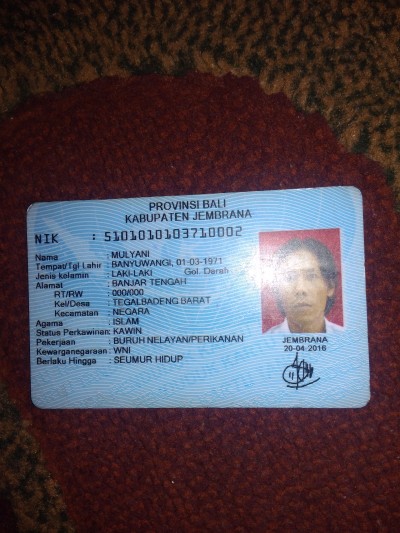 PROVINSI BALI
KABUPATEN JEMBRANA
NIK : 5101010103710002
Nama : MULYANI
Tempat/Tgl Lahir : BANYUWANGI, 01-03-1971
Jenis kelamin : LAKI-LAKI Gol. Darah
Alamat : BANJAR TENGAH
RT/RW : 000/000
Kel/Desa : TEGALBADENG BARAT
Kecamatan : NEGARA
Agama : ISLAM
Status Perkawinan: KAWIN
Pekerjaan : BURUH NELAYAN/PERIKANAN
Kewarganegaraan : WNI
Berlaku Hingga : SEUMUR HIDUP
JEMBRANA
20-04-2016